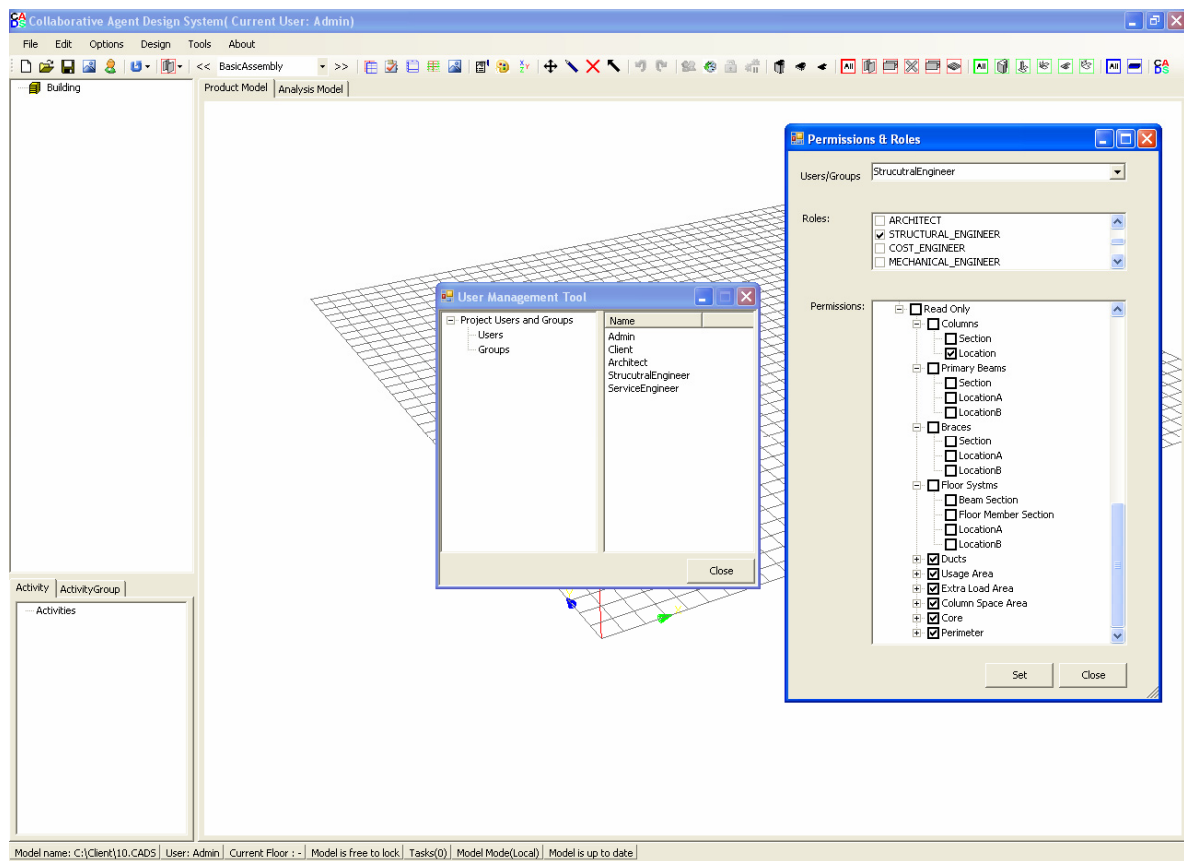 CADS Collaborative Agent Design System( Current User: Admin)
File Edit Options Design Tools About
<< BasicAssembly >> All All All CADS
Building
Product Model Analysis Model
Permissions & Roles
Users/Groups StrucutralEngineer
Roles: ARCHITECT
STRUCTURAL_ENGINEER
COST_ENGINEER
MECHANICAL_ENGINEER
Permissions: Read Only
Columns
Section
Location
Primary Beams
Section
LocationA
LocationB
Braces
Section
LocationA
LocationB
Floor Systms
Beam Section
Floor Member Section
LocationA
LocationB
Ducts
Usage Area
Extra Load Area
Column Space Area
Core
Perimeter
Set Close
User Management Tool
Project Users and Groups
Users
Groups
Name
Admin
Client
Architect
StrucutralEngineer
ServiceEngineer
Close
Activity ActivityGroup
Activities
Model name: C:\Client\10.CADS User: Admin Current Floor : - Model is free to lock Tasks(0) Model Mode(Local) Model is up to date